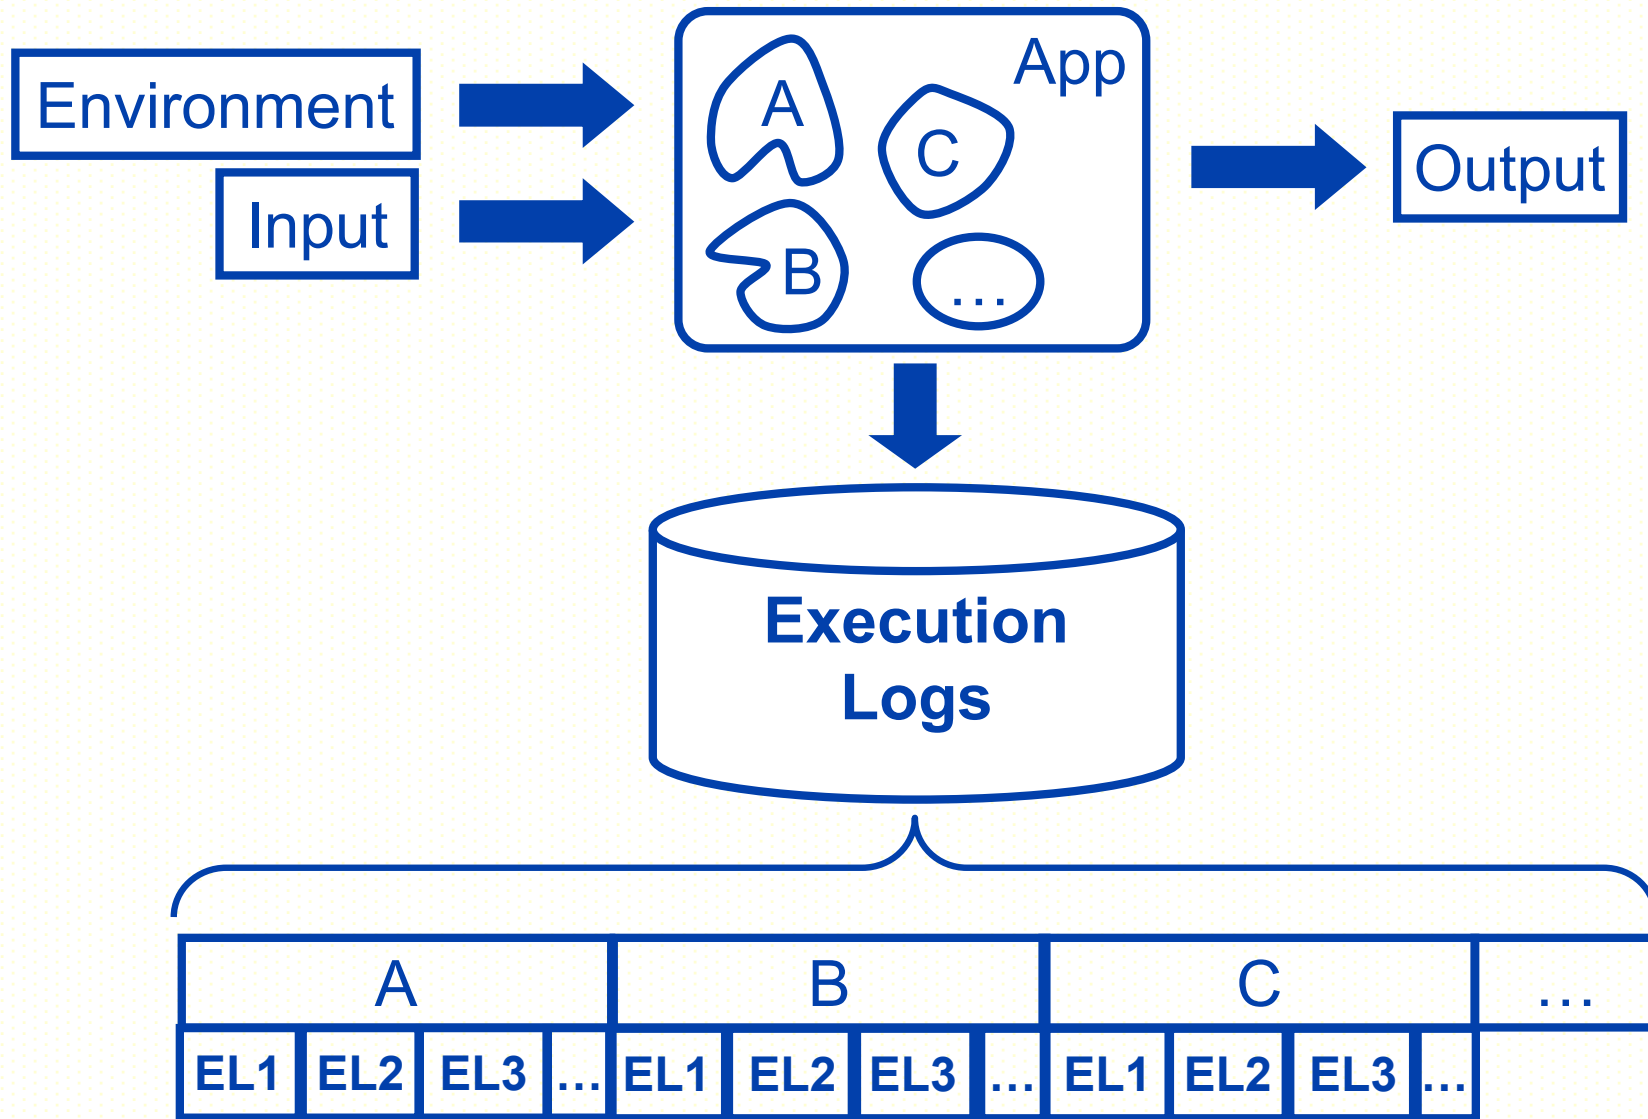 Environment
Input
App
A
C
B
…
Output
Execution
Logs
A B C …
EL1 EL2 EL3 … EL1 EL2 EL3 … EL1 EL2 EL3 …